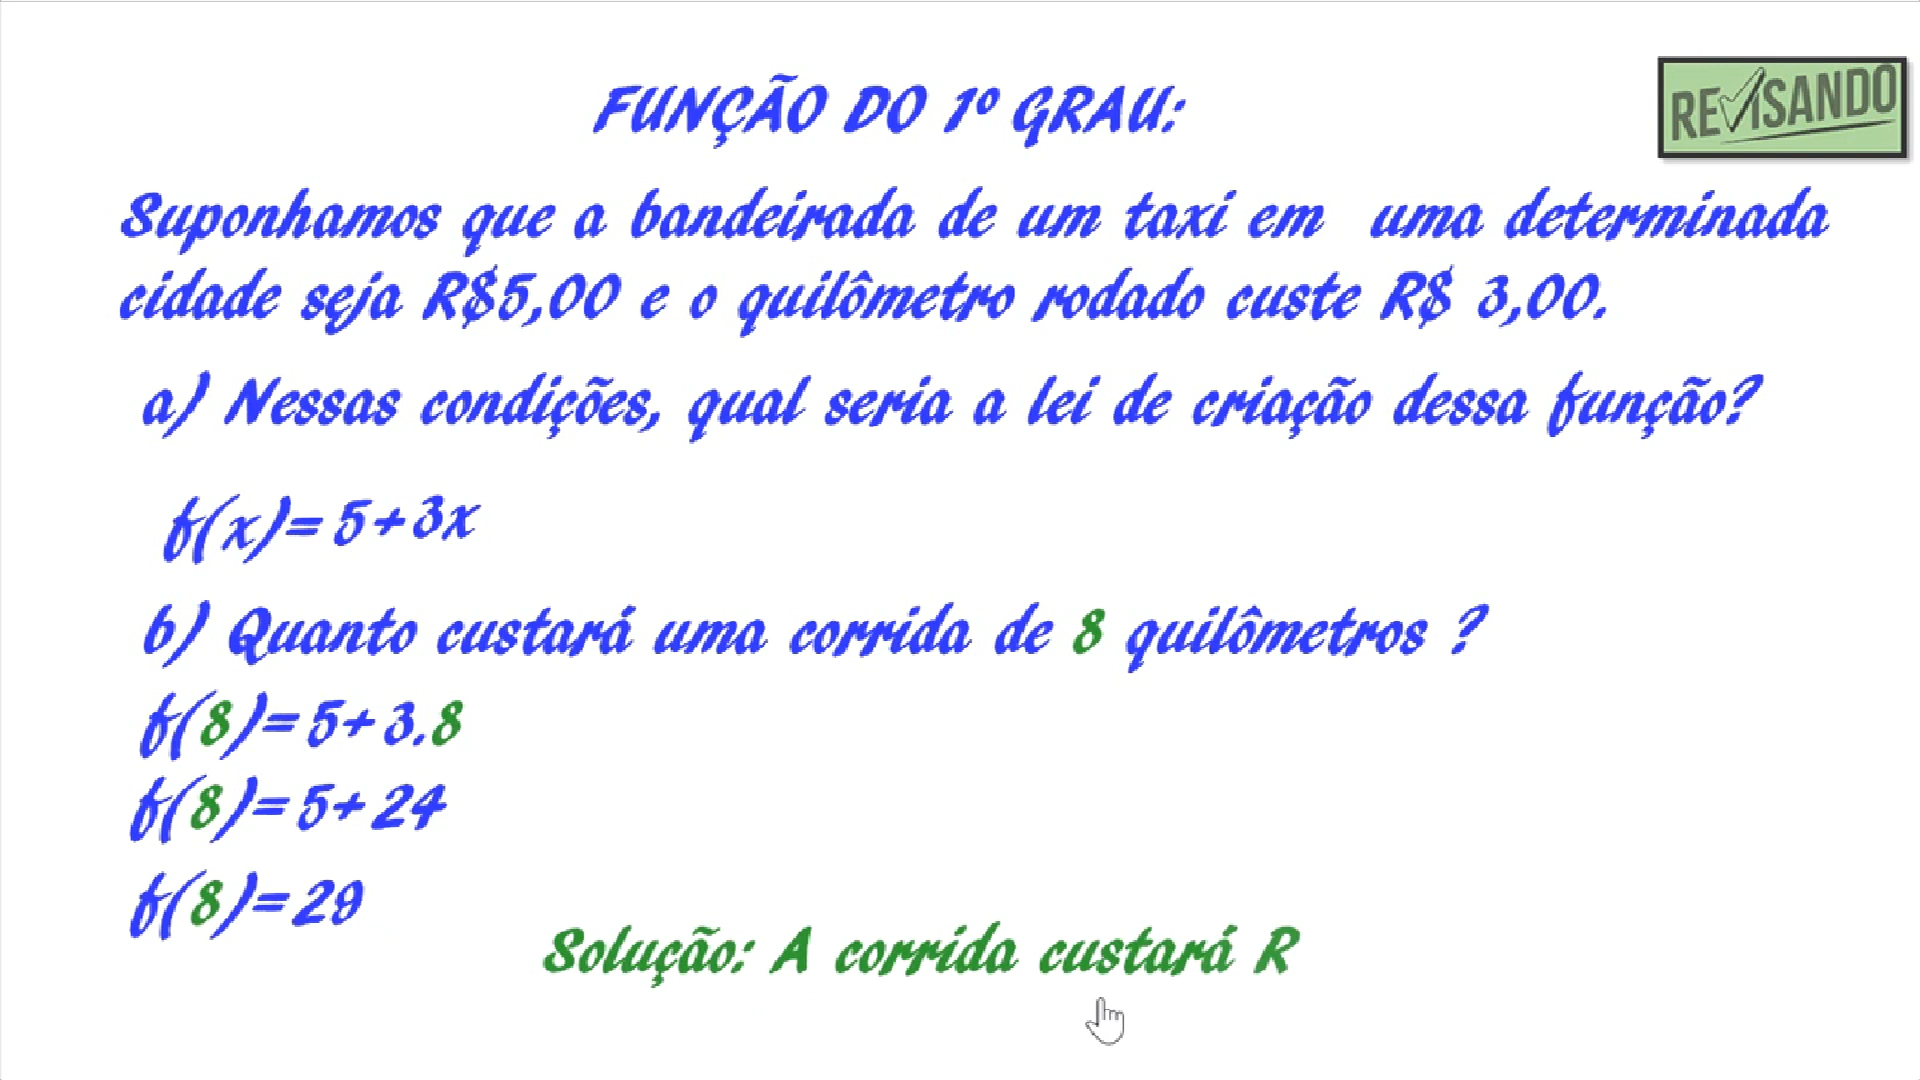 FUNÇÃO DO 1º GRAU:
REVISANDO
Suponhamos que a bandeirada de um taxi em uma determinada
cidade seja R$5,00 e o quilômetro rodado custe R$ 3,00.
a) Nessas condições, qual seria a lei de criação dessa função?
f(x)= 5+3x
b) Quanto custará uma corrida de 8 quilômetros ?
f(8)= 5+ 3.8
f(8)= 5+ 24
f(8)= 29
Solução: A corrida custará R